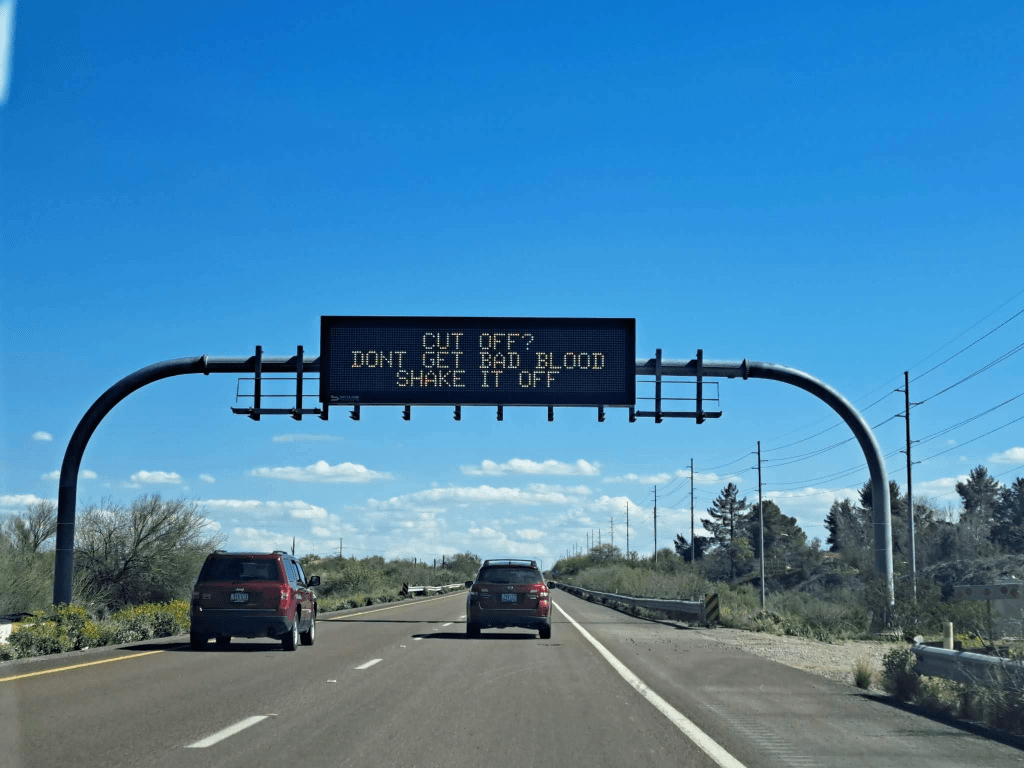 CUT OFF?
DONT GET BAD BLOOD
SHAKE IT OFF